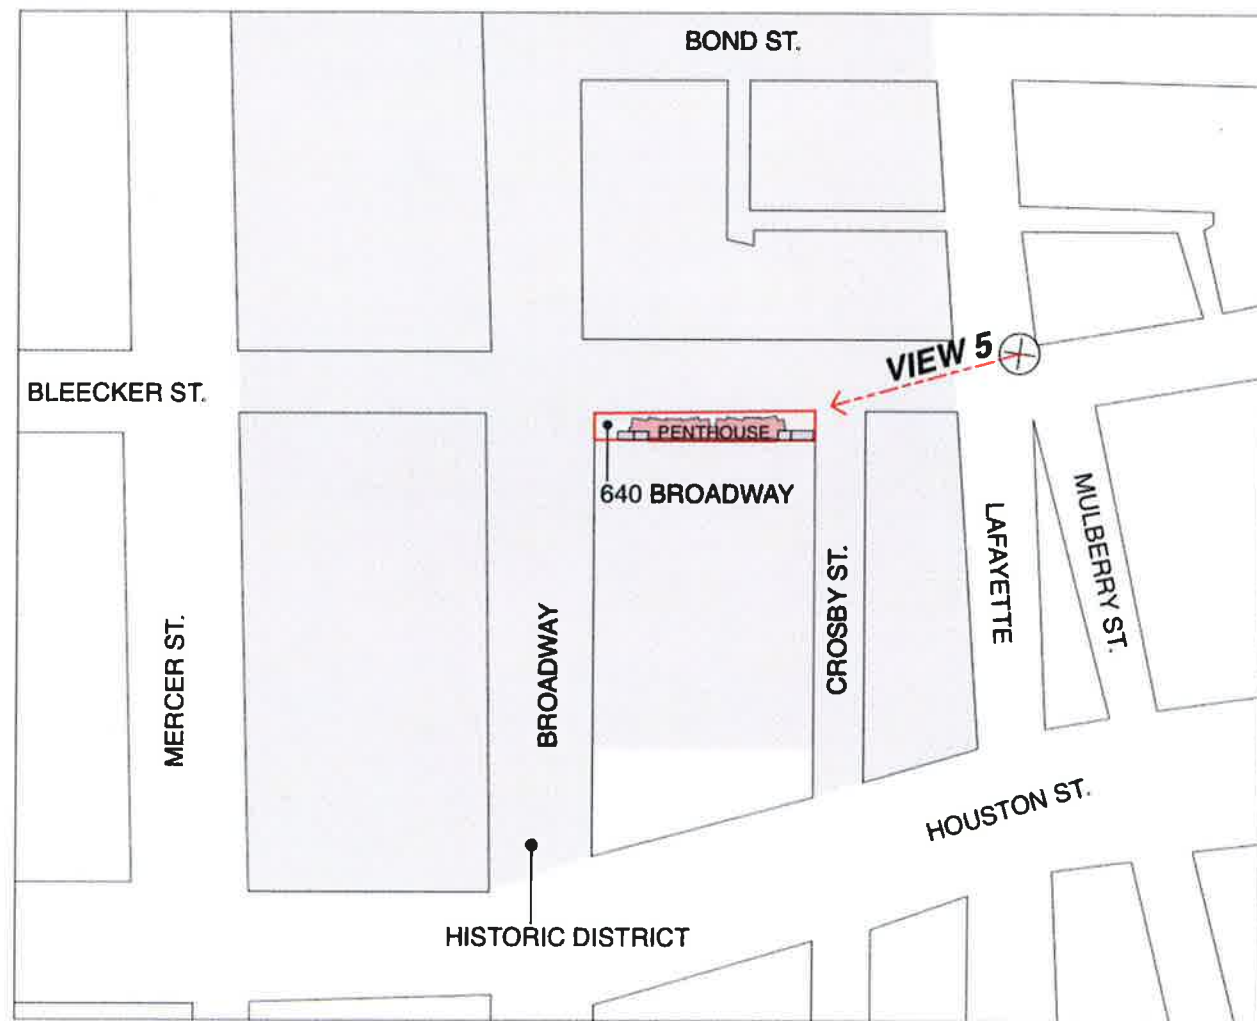 BOND ST.
VIEW 5
BLEECKER ST.
PENTHOUSE
640 BROADWAY
MULBERRY ST.
LAFAYETTE
CROSBY ST.
BROADWAY
MERCER ST.
HOUSTON ST.
HISTORIC DISTRICT